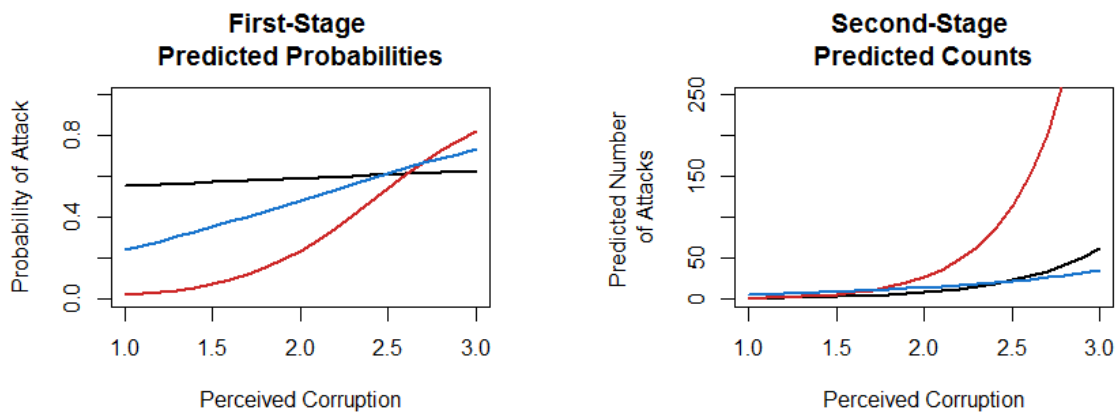 First-Stage
Predicted Probabilities
Probability of Attack
0.0 0.4 0.8
1.0 1.5 2.0 2.5 3.0
Perceived Corruption
Second-Stage
Predicted Counts
Predicted Number
of Attacks
0 50 150 250
1.0 1.5 2.0 2.5 3.0
Perceived Corruption